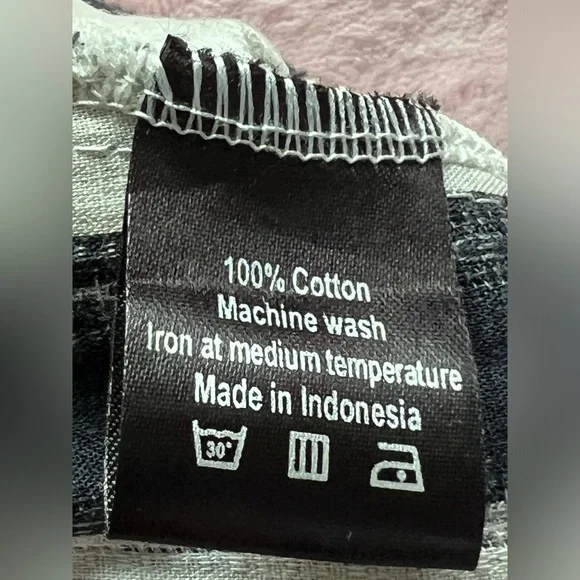 100% Cotton
Machine wash
Iron at medium temperature
Made in Indonesia
30°